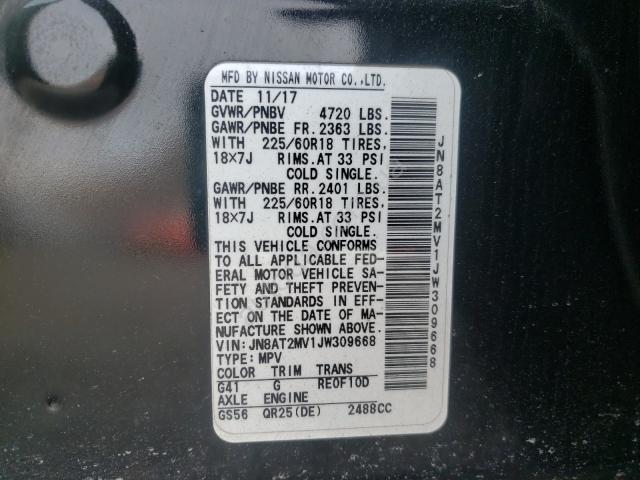 MFD BY NISSAN MOTOR CO.,LTD.
DATE 11/17
GVWR/PNBV 4720 LBS.
GAWR/PNBE FR. 2363 LBS.
WITH 225/60R18 TIRES,
18×7J RIMS.AT 33 PSI
COLD SINGLE.
GAWR/PNBE RR. 2401 LBS.
WITH 225/60R18 TIRES,
18×7J RIMS.AT 33 PSI
COLD SINGLE.
THIS VEHICLE CONFORMS
TO ALL APPLICABLE FED-
ERAL MOTOR VEHICLE SA-
FETY AND THEFT PREVEN-
TION STANDARDS IN EFF-
ECT ON THE DATE OF MA-
NUFACTURE SHOWN ABOVE.
VIN:JN8AT2MV1JW309668
TYPE:MPV
COLOR TRIM TRANS
G41 G RE0F10D
AXLE ENGINE
GS56 QR25(DE) 2488CC
JN8AT2MV1JW309668